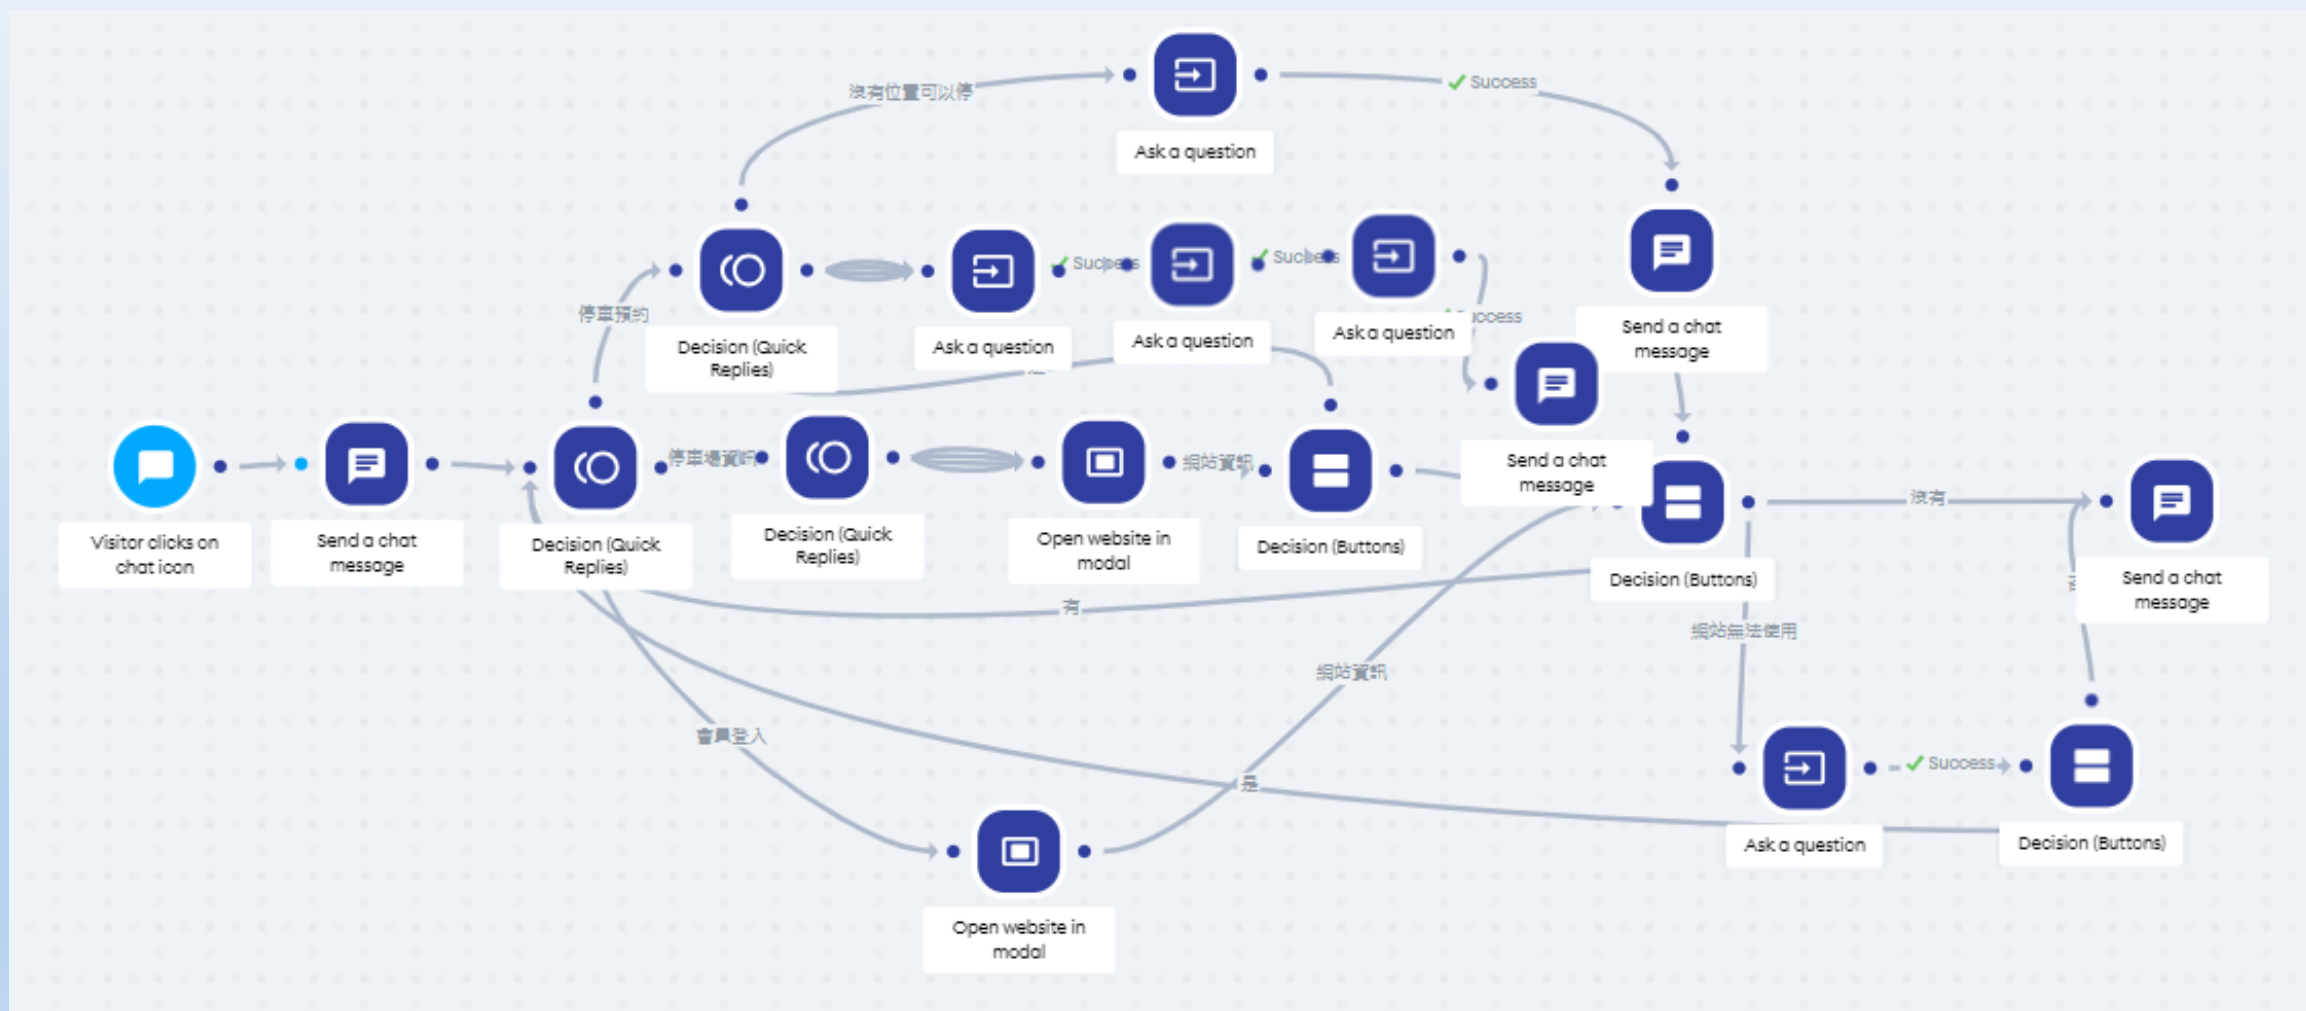 沒有位置可以停
Success
Ask a question
停車預約
Success
Success
Success
Decision (Quick
Replies)
Ask a question
Ask a question
Ask a question
Send a chat
message
停車場資訊
網站資訊
Visitor clicks on
chat icon
Send a chat
message
Decision (Quick
Replies)
Decision (Quick
Replies)
Open website in
modal
Decision (Buttons)
Send a chat
message
Decision (Buttons)
沒有
Send a chat
message
有
網站無法使用
網站資訊
會員登入
是
Success
Ask a question
Decision (Buttons)
Open website in
modal